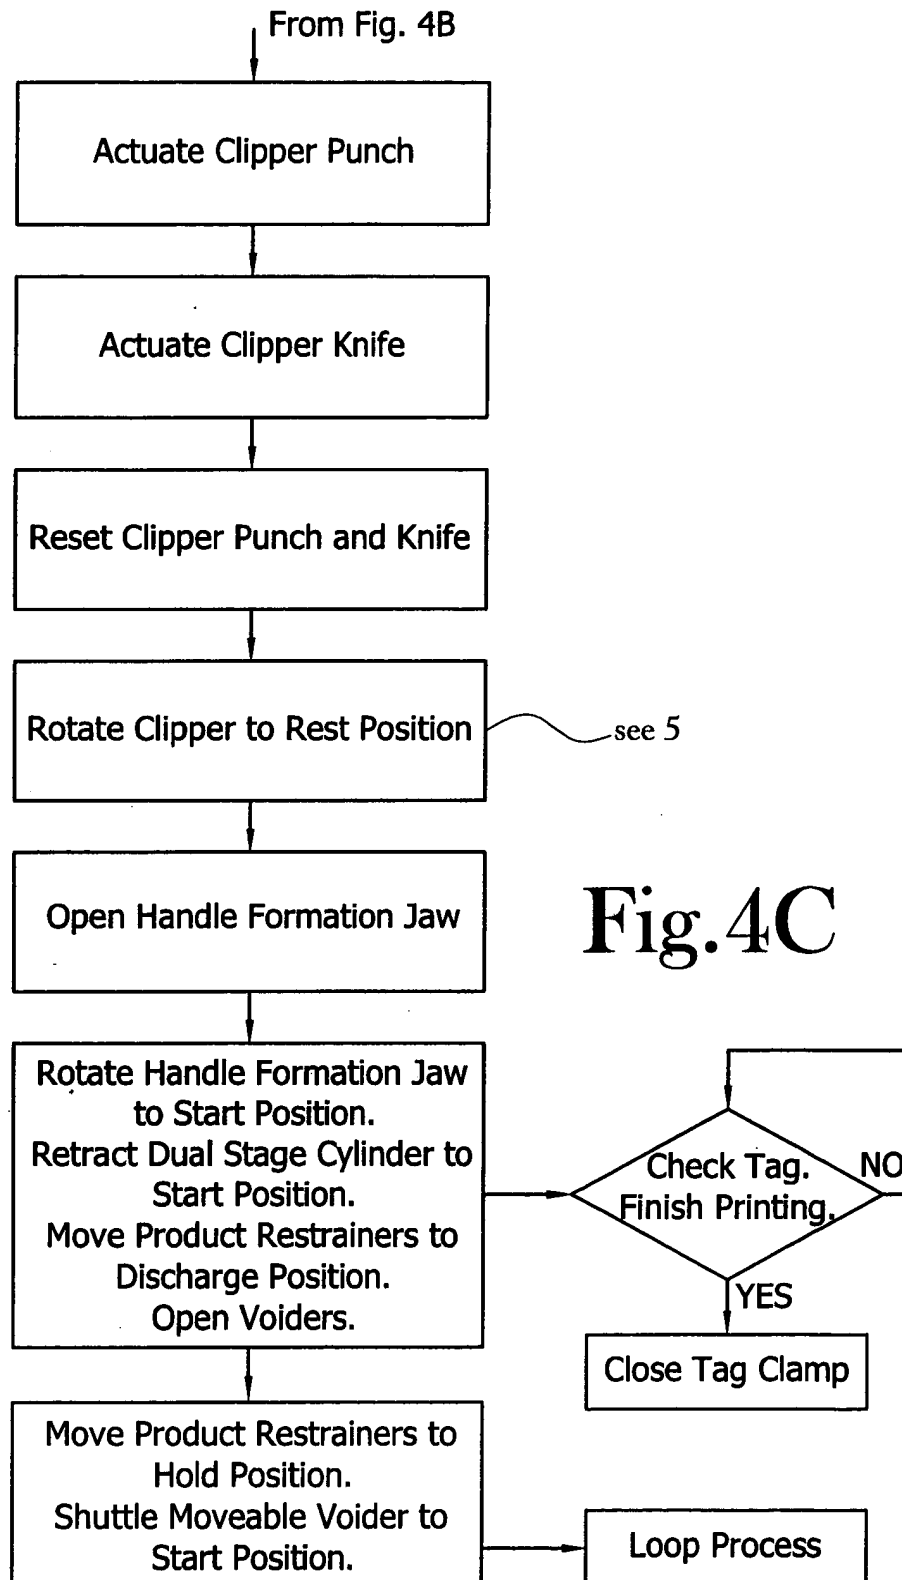 From Fig. 4B
Actuate Clipper Punch
Actuate Clipper Knife
Reset Clipper Punch and Knife
Rotate Clipper to Rest Position
see 5
Open Handle Formation Jaw
Fig.4C
Rotate Handle Formation Jaw
to Start Position.
Retract Dual Stage Cylinder to
Start Position.
Move Product Restrainers to
Discharge Position.
Open Voiders.
Check Tag.
Finish Printing.
NO
YES
Close Tag Clamp
Move Product Restrainers to
Hold Position.
Shuttle Moveable Voider to
Start Position.
Loop Process